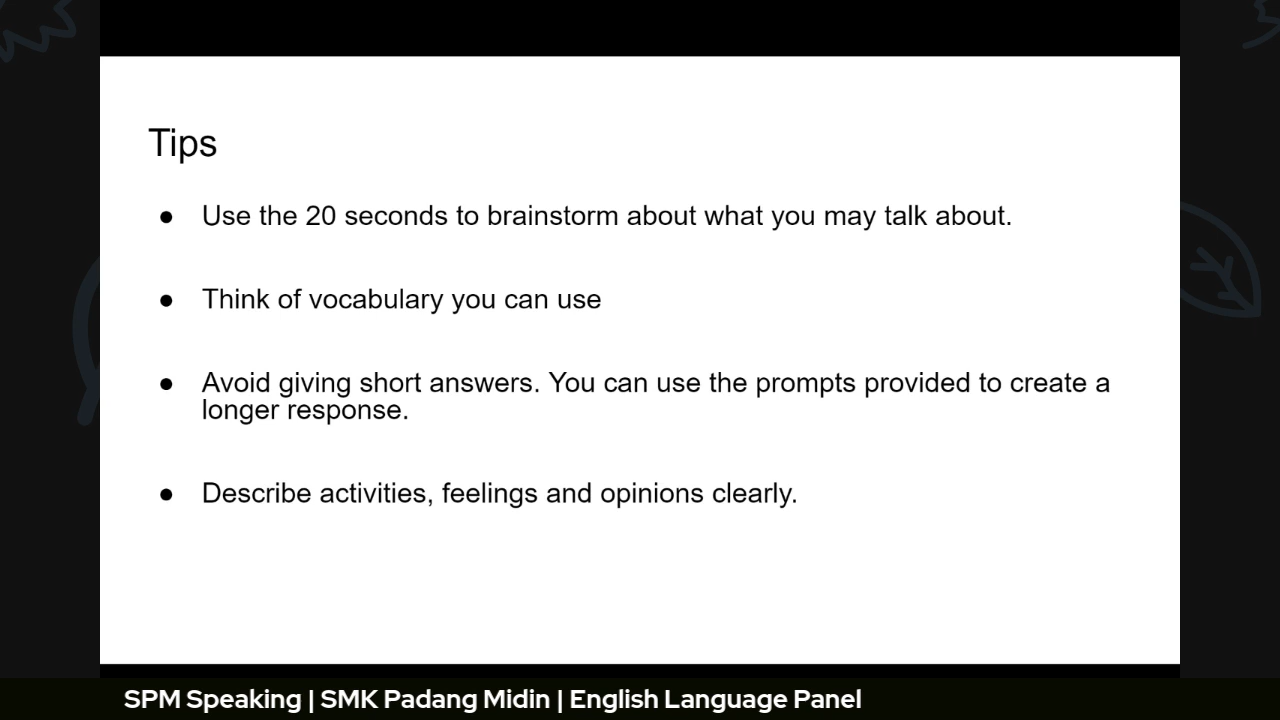 Tips
● Use the 20 seconds to brainstorm about what you may talk about.
● Think of vocabulary you can use
● Avoid giving short answers. You can use the prompts provided to create a
longer response.
● Describe activities, feelings and opinions clearly.
SPM Speaking | SMK Padang Midin | English Language Panel